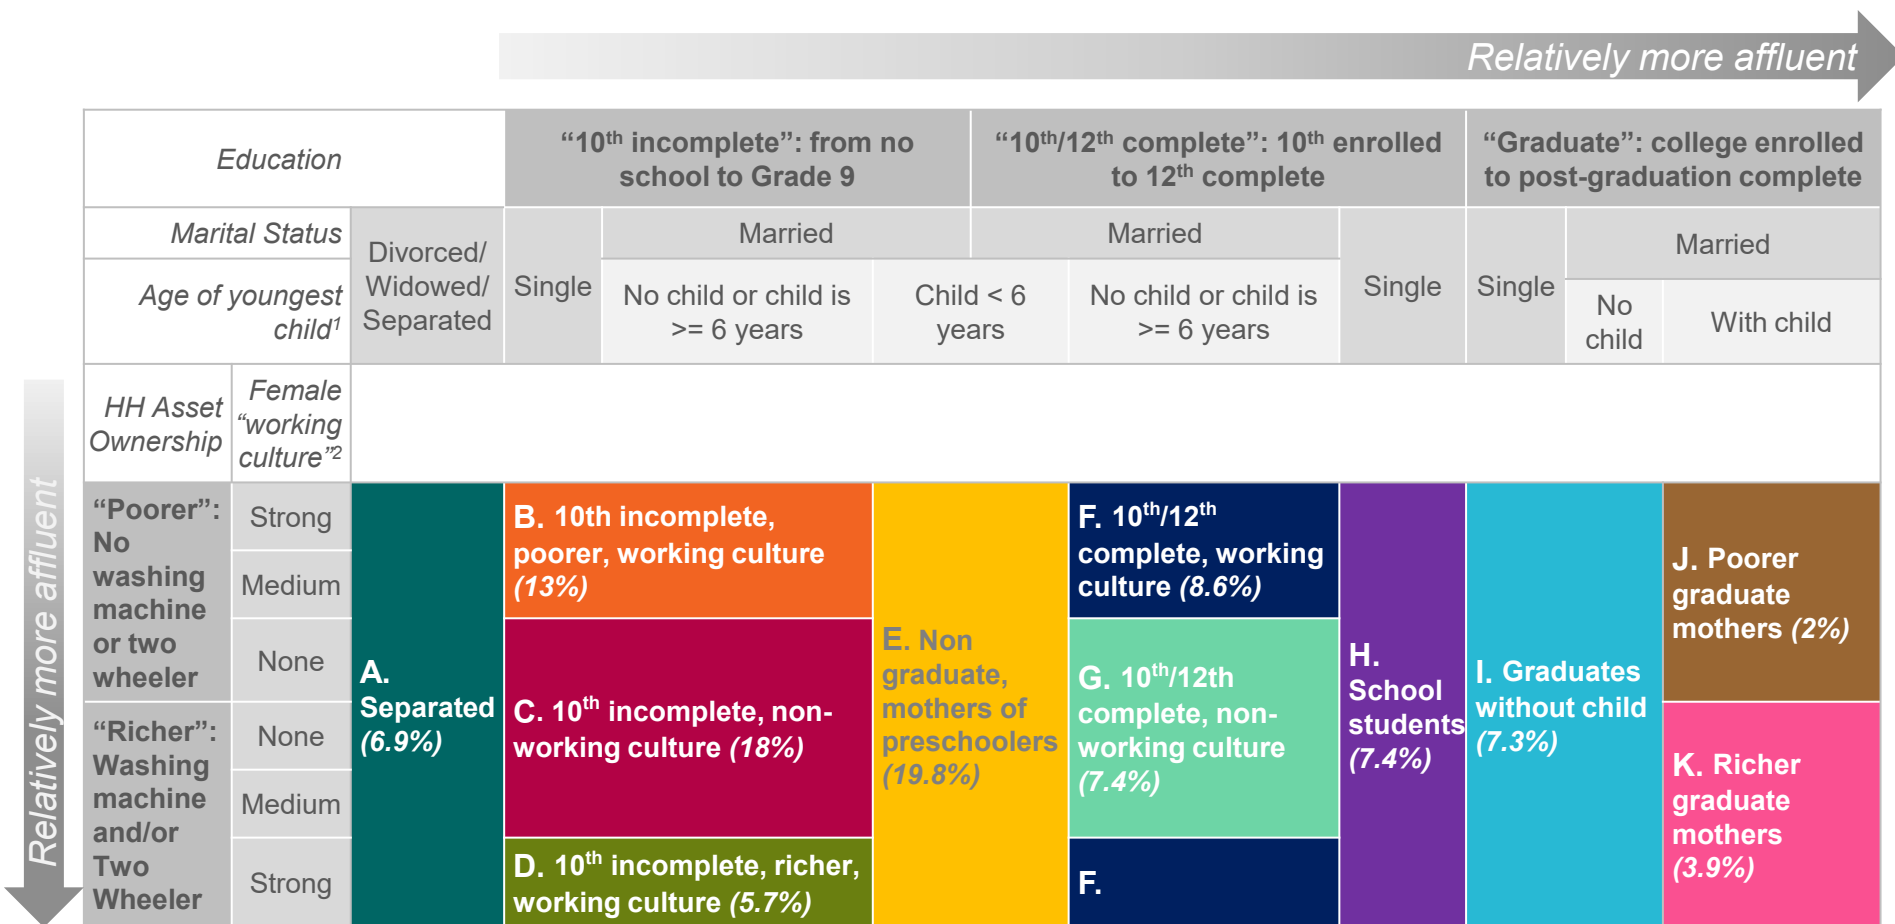 Relatively more affluent
Education
“10th incomplete”: from no
school to Grade 9
“10th/12th complete”: 10th enrolled
to 12th complete
“Graduate”: college enrolled
to post-graduation complete
Marital Status
Divorced/
Widowed/
Separated
Single
Married
Married
Single
Single
Married
Age of youngest
child1
No child or child is
>= 6 years
Child < 6
years
No child or child is
>= 6 years
No
child
With child
HH Asset
Ownership
Female
“working
culture”2
Relatively more affluent
“Poorer”:
No
washing
machine
or two
wheeler
Strong
Medium
None
“Richer”:
Washing
machine
and/or
Two
Wheeler
None
Medium
Strong
A.
Separated
(6.9%)
B. 10th incomplete,
poorer, working culture
(13%)
C. 10th incomplete, non-
working culture (18%)
D. 10th incomplete, richer,
working culture (5.7%)
E. Non
graduate,
mothers of
preschoolers
(19.8%)
F. 10th/12th
complete, working
culture (8.6%)
G. 10th/12th
complete, non-
working culture
(7.4%)
F.
H.
School
students
(7.4%)
I. Graduates
without child
(7.3%)
J. Poorer
graduate
mothers (2%)
K. Richer
graduate
mothers
(3.9%)